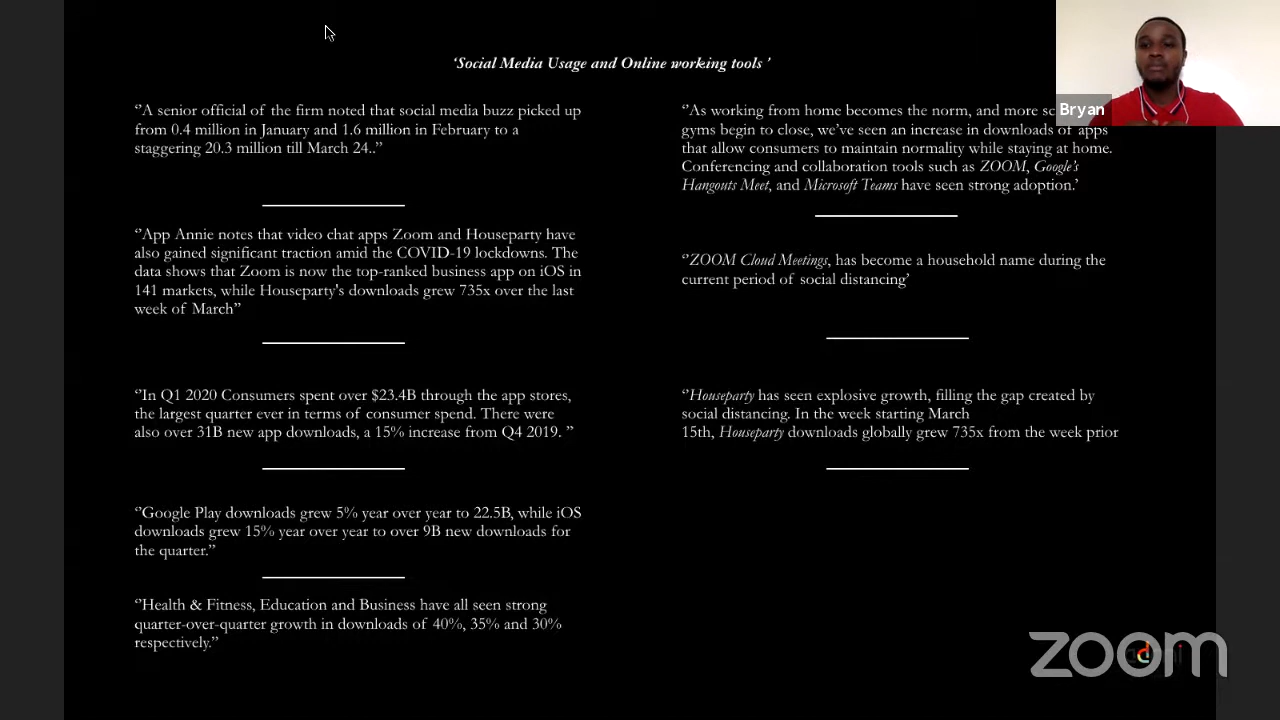 ‘Social Media Usage and Online working tools ’
‘’A senior official of the firm noted that social media buzz picked up
from 0.4 million in January and 1.6 million in February to a
staggering 20.3 million till March 24..”
‘’App Annie notes that video chat apps Zoom and Houseparty have
also gained significant traction amid the COVID-19 lockdowns. The
data shows that Zoom is now the top-ranked business app on iOS in
141 markets, while Houseparty's downloads grew 735x over the last
week of March”
‘’In Q1 2020 Consumers spent over $23.4B through the app stores,
the largest quarter ever in terms of consumer spend. There were
also over 31B new app downloads, a 15% increase from Q4 2019. ”
‘’Google Play downloads grew 5% year over year to 22.5B, while iOS
downloads grew 15% year over year to over 9B new downloads for
the quarter.”
‘’Health & Fitness, Education and Business have all seen strong
quarter-over-quarter growth in downloads of 40%, 35% and 30%
respectively.”
‘’As working from home becomes the norm, and more
gyms begin to close, we’ve seen an increase in downloads of apps
that allow consumers to maintain normality while staying at home.
Conferencing and collaboration tools such as ZOOM, Google’s
Hangouts Meet, and Microsoft Teams have seen strong adoption.’
‘’ZOOM Cloud Meetings, has become a household name during the
current period of social distancing’
‘’Houseparty has seen explosive growth, filling the gap created by
social distancing. In the week starting March
15th, Houseparty downloads globally grew 735x from the week prior
Bryan
zoom